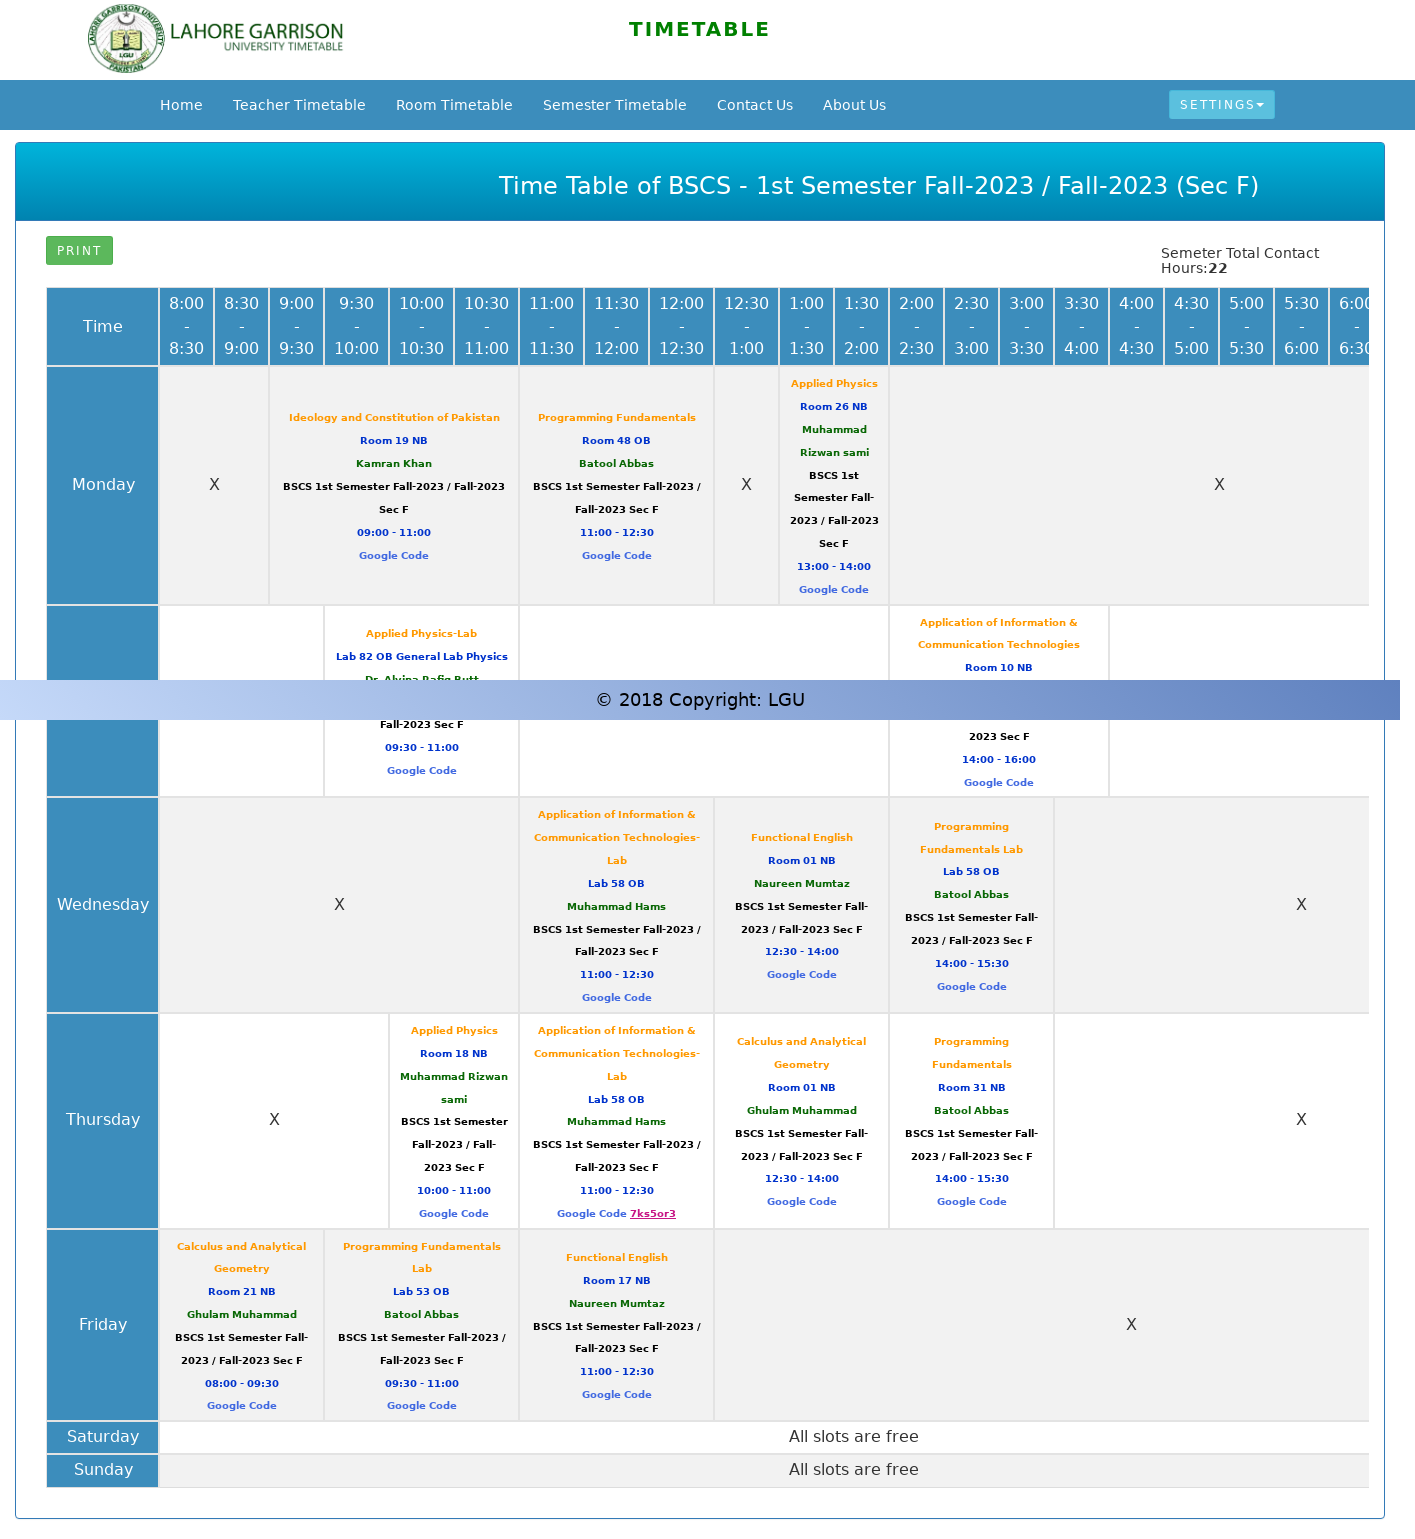 LAHORE GARRISON
UNIVERSITY TIMETABLE
TIMETABLE
Home Teacher Timetable Room Timetable Semester Timetable Contact Us About Us SETTINGS
Time Table of BSCS - 1st Semester Fall-2023 / Fall-2023 (Sec F)
PRINT
Semeter Total Contact
Hours:22
Time
8:00
-
8:30
8:30
-
9:00
9:00
-
9:30
9:30
-
10:00
10:00
-
10:30
10:30
-
11:00
11:00
-
11:30
11:30
-
12:00
12:00
-
12:30
12:30
-
1:00
1:00
-
1:30
1:30
-
2:00
2:00
-
2:30
2:30
-
3:00
3:00
-
3:30
3:30
-
4:00
4:00
-
4:30
4:30
-
5:00
5:00
-
5:30
5:30
-
6:00
6:00
-
6:30
Monday
X
Ideology and Constitution of Pakistan
Room 19 NB
Kamran Khan
BSCS 1st Semester Fall-2023 / Fall-2023
Sec F
09:00 - 11:00
Google Code
Programming Fundamentals
Room 48 OB
Batool Abbas
BSCS 1st Semester Fall-2023 /
Fall-2023 Sec F
11:00 - 12:30
Google Code
X
Applied Physics
Room 26 NB
Muhammad
Rizwan sami
BSCS 1st
Semester Fall-
2023 / Fall-2023
Sec F
13:00 - 14:00
Google Code
X
Applied Physics-Lab
Lab 82 OB General Lab Physics
Dr. Alvina Rafiq Butt
Fall-2023 Sec F
09:30 - 11:00
Google Code
Application of Information &
Communication Technologies
Room 10 NB
2023 Sec F
14:00 - 16:00
Google Code
© 2018 Copyright: LGU
Wednesday
X
Application of Information &
Communication Technologies-
Lab
Lab 58 OB
Muhammad Hams
BSCS 1st Semester Fall-2023 /
Fall-2023 Sec F
11:00 - 12:30
Google Code
Functional English
Room 01 NB
Naureen Mumtaz
BSCS 1st Semester Fall-
2023 / Fall-2023 Sec F
12:30 - 14:00
Google Code
Programming
Fundamentals Lab
Lab 58 OB
Batool Abbas
BSCS 1st Semester Fall-
2023 / Fall-2023 Sec F
14:00 - 15:30
Google Code
X
Thursday
X
Applied Physics
Room 18 NB
Muhammad Rizwan
sami
BSCS 1st Semester
Fall-2023 / Fall-
2023 Sec F
10:00 - 11:00
Google Code
Application of Information &
Communication Technologies-
Lab
Lab 58 OB
Muhammad Hams
BSCS 1st Semester Fall-2023 /
Fall-2023 Sec F
11:00 - 12:30
Google Code 7ks5or3
Calculus and Analytical
Geometry
Room 01 NB
Ghulam Muhammad
BSCS 1st Semester Fall-
2023 / Fall-2023 Sec F
12:30 - 14:00
Google Code
Programming
Fundamentals
Room 31 NB
Batool Abbas
BSCS 1st Semester Fall-
2023 / Fall-2023 Sec F
14:00 - 15:30
Google Code
X
Friday
Calculus and Analytical
Geometry
Room 21 NB
Ghulam Muhammad
BSCS 1st Semester Fall-
2023 / Fall-2023 Sec F
08:00 - 09:30
Google Code
Programming Fundamentals
Lab
Lab 53 OB
Batool Abbas
BSCS 1st Semester Fall-2023 /
Fall-2023 Sec F
09:30 - 11:00
Google Code
Functional English
Room 17 NB
Naureen Mumtaz
BSCS 1st Semester Fall-2023 /
Fall-2023 Sec F
11:00 - 12:30
Google Code
X
Saturday
All slots are free
Sunday
All slots are free